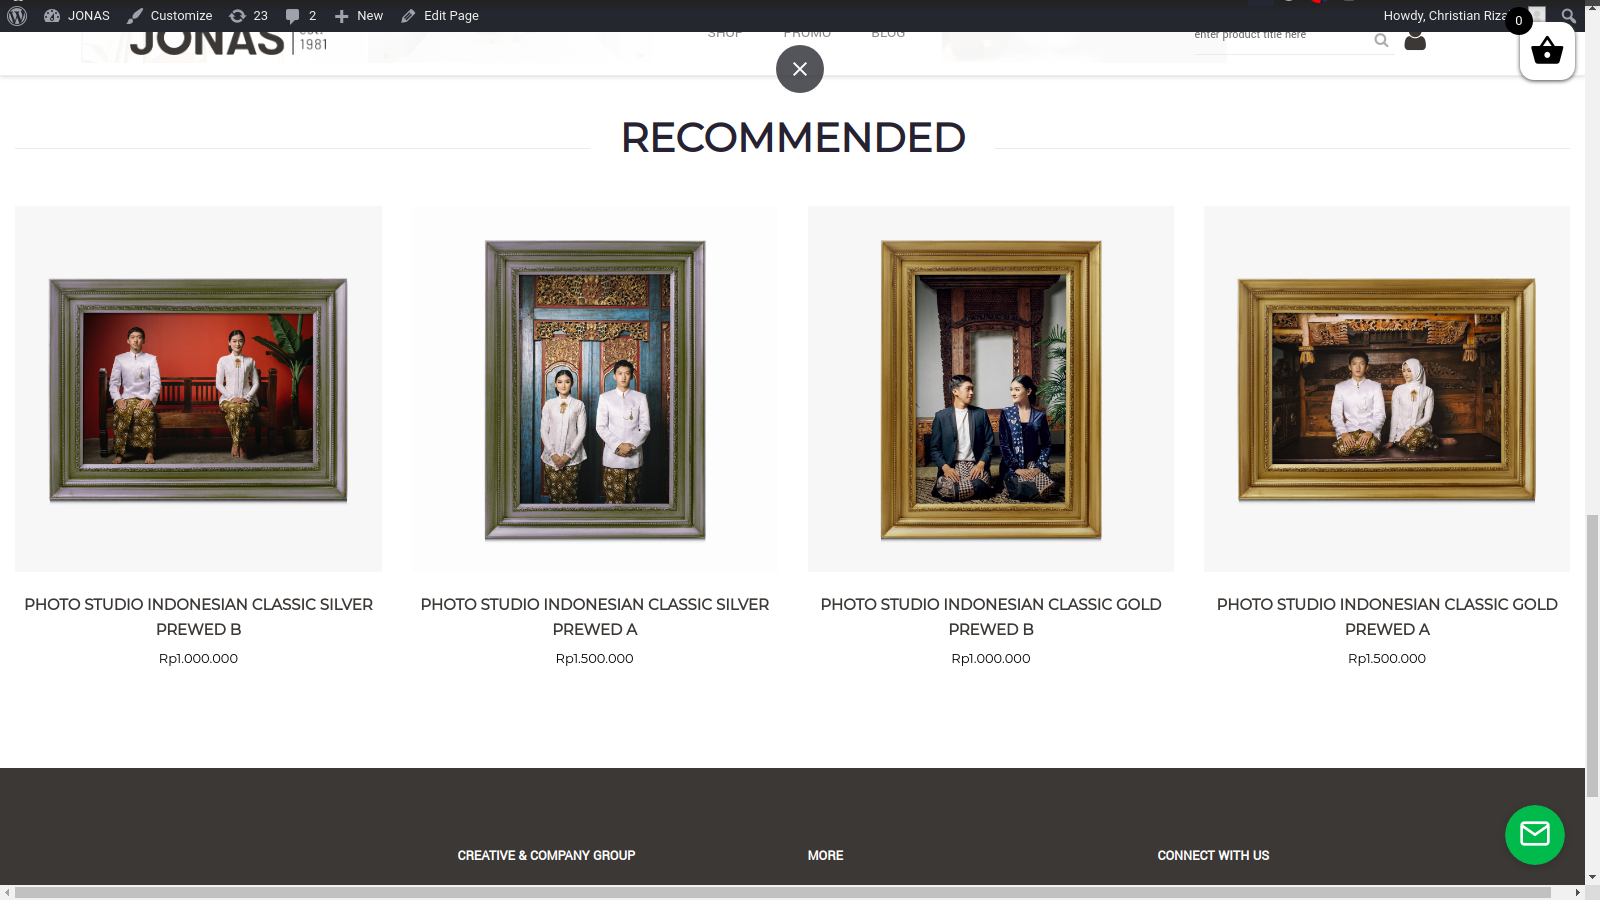 JONAS
Customize
23
2
New
Edit Page
Howdy, Christian Riza
0
JONAS
1981
SHOP
PROMO
BLOG
enter product title here
RECOMMENDED
PHOTO STUDIO INDONESIAN CLASSIC SILVER
PREWED B
Rp1.000.000
PHOTO STUDIO INDONESIAN CLASSIC SILVER
PREWED A
Rp1.500.000
PHOTO STUDIO INDONESIAN CLASSIC GOLD
PREWED B
Rp1.000.000
PHOTO STUDIO INDONESIAN CLASSIC GOLD
PREWED A
Rp1.500.000
CREATIVE & COMPANY GROUP
MORE
CONNECT WITH US